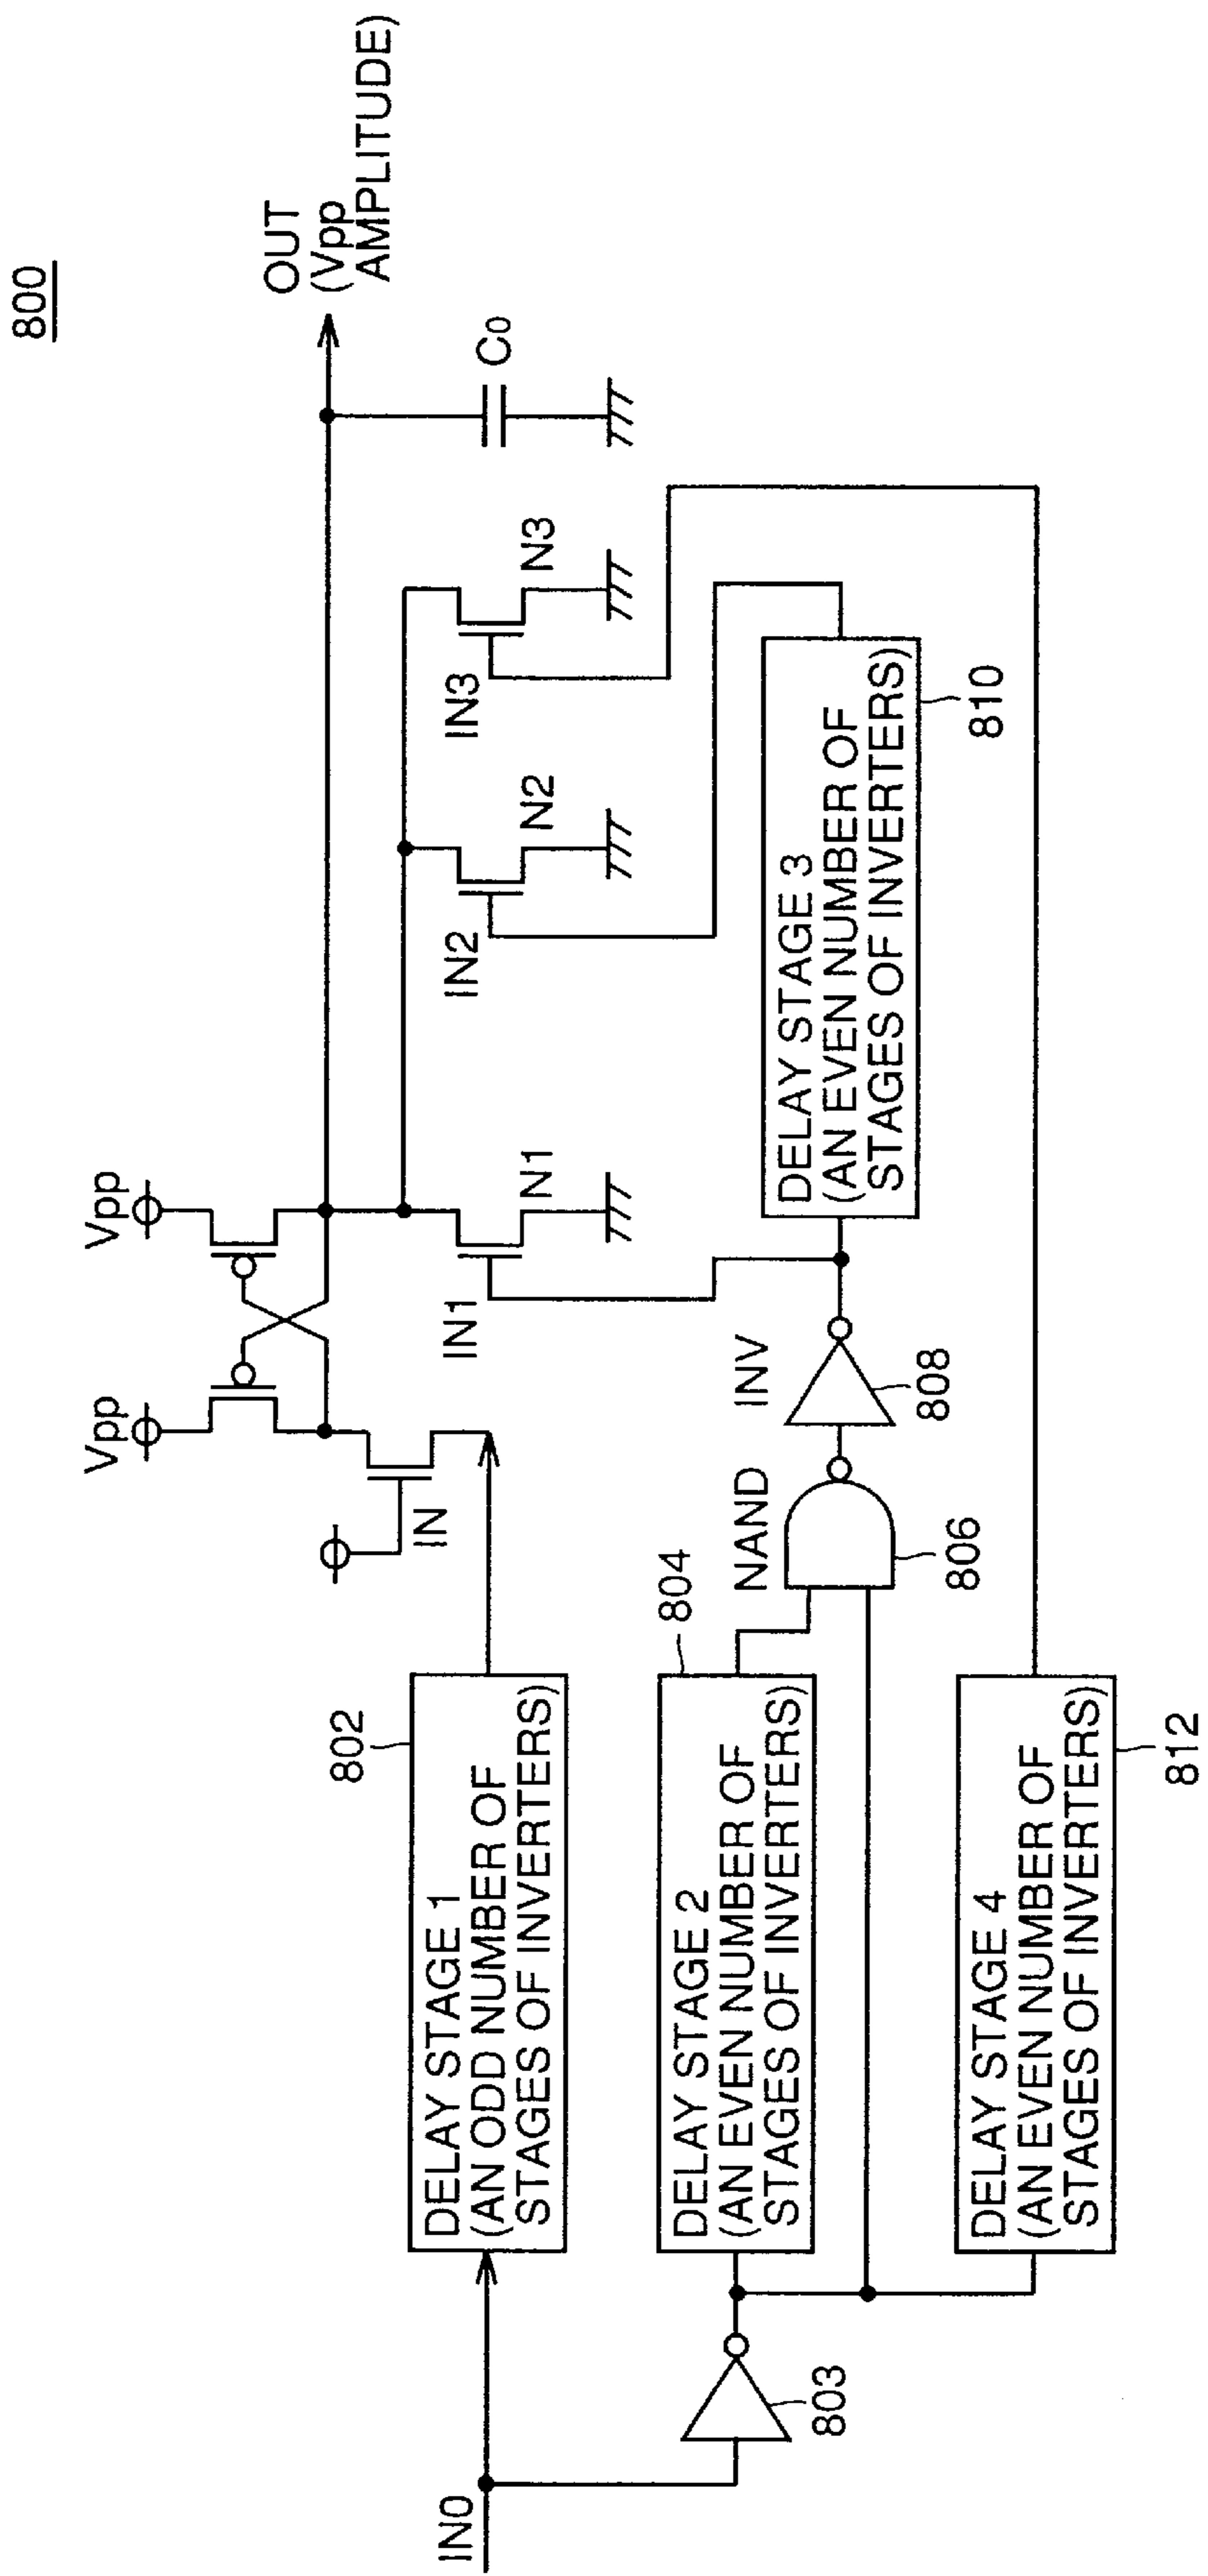 800
OUT
(Vpp
AMPLITUDE)
Vpp
Vpp
C0
IN
IN1
N1
IN2
N2
IN3
N3
IN0
802
DELAY STAGE 1
(AN ODD NUMBER OF
STAGES OF INVERTERS)
803
804
DELAY STAGE 2
(AN EVEN NUMBER OF
STAGES OF INVERTERS)
NAND
806
INV
808
DELAY STAGE 3
(AN EVEN NUMBER OF
STAGES OF INVERTERS)
810
DELAY STAGE 4
(AN EVEN NUMBER OF
STAGES OF INVERTERS)
812